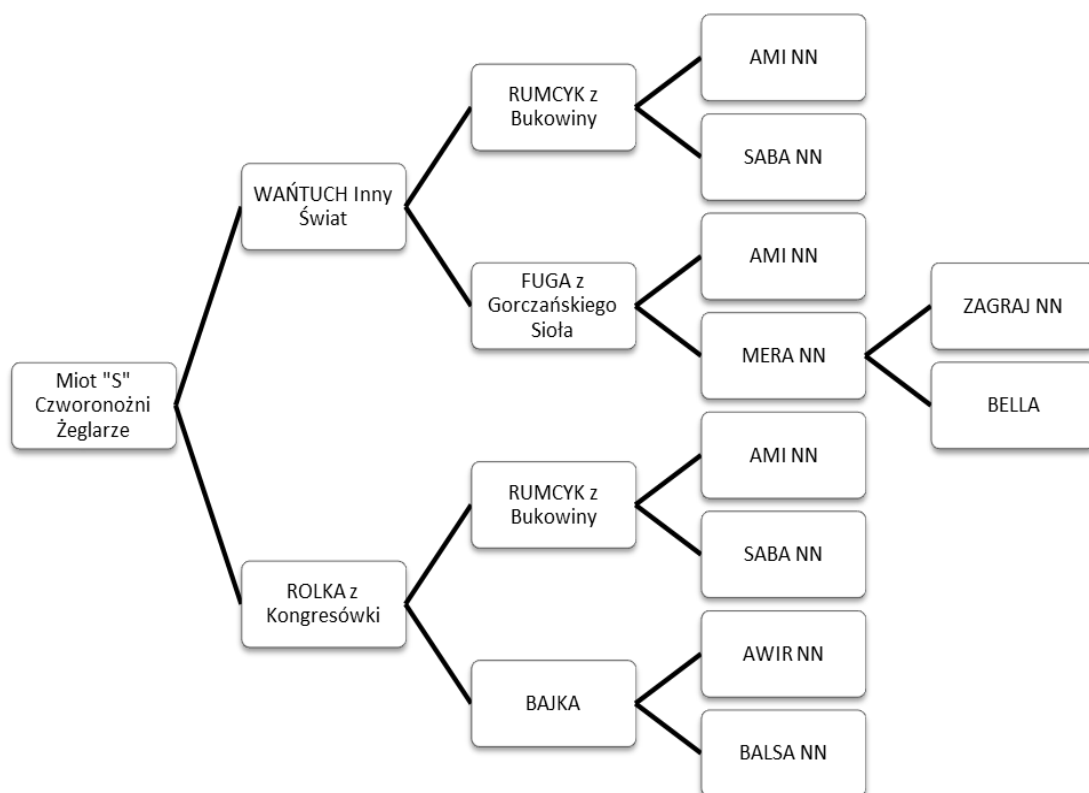 AMI NN
RUMCYK z
Bukowiny
SABA NN
WAŃTUCH Inny
Świat
AMI NN
FUGA z
Gorczańskiego
Sioła
ZAGRAJ NN
MERA NN
BELLA
Miot "S"
Czworonożni
Żeglarze
AMI NN
RUMCYK z
Bukowiny
SABA NN
ROLKA z
Kongresówki
AWIR NN
BAJKA
BALSA NN